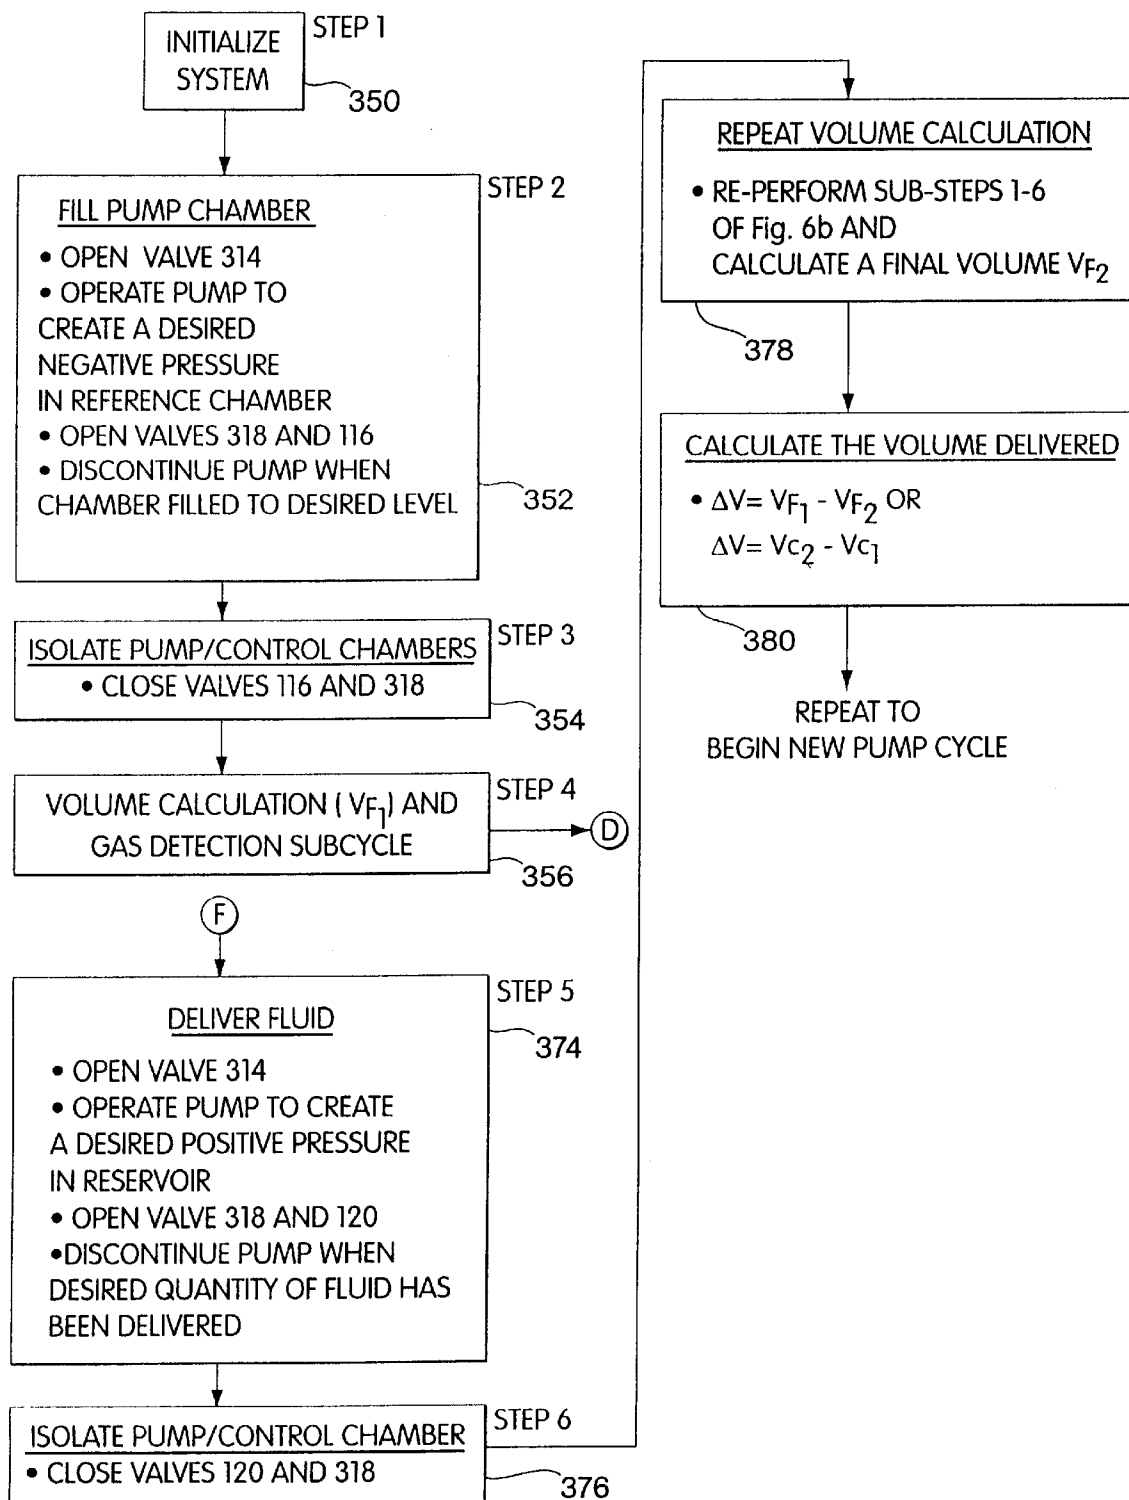 STEP 1
INITIALIZE
SYSTEM
350
STEP 2
FILL PUMP CHAMBER
• OPEN VALVE 314
• OPERATE PUMP TO
CREATE A DESIRED
NEGATIVE PRESSURE
IN REFERENCE CHAMBER
• OPEN VALVES 318 AND 116
• DISCONTINUE PUMP WHEN
CHAMBER FILLED TO DESIRED LEVEL
352
STEP 3
ISOLATE PUMP/CONTROL CHAMBERS
• CLOSE VALVES 116 AND 318
354
STEP 4
VOLUME CALCULATION ( VF1) AND
GAS DETECTION SUBCYCLE
D
356
F
STEP 5
DELIVER FLUID
374
• OPEN VALVE 314
• OPERATE PUMP TO CREATE
A DESIRED POSITIVE PRESSURE
IN RESERVOIR
• OPEN VALVE 318 AND 120
•DISCONTINUE PUMP WHEN
DESIRED QUANTITY OF FLUID HAS
BEEN DELIVERED
STEP 6
ISOLATE PUMP/CONTROL CHAMBER
• CLOSE VALVES 120 AND 318
376
REPEAT VOLUME CALCULATION
• RE-PERFORM SUB-STEPS 1-6
OF Fig. 6b AND
CALCULATE A FINAL VOLUME VF2
378
CALCULATE THE VOLUME DELIVERED
• ΔV= VF1 - VF2 OR
ΔV= Vc2 - Vc1
380
REPEAT TO
BEGIN NEW PUMP CYCLE